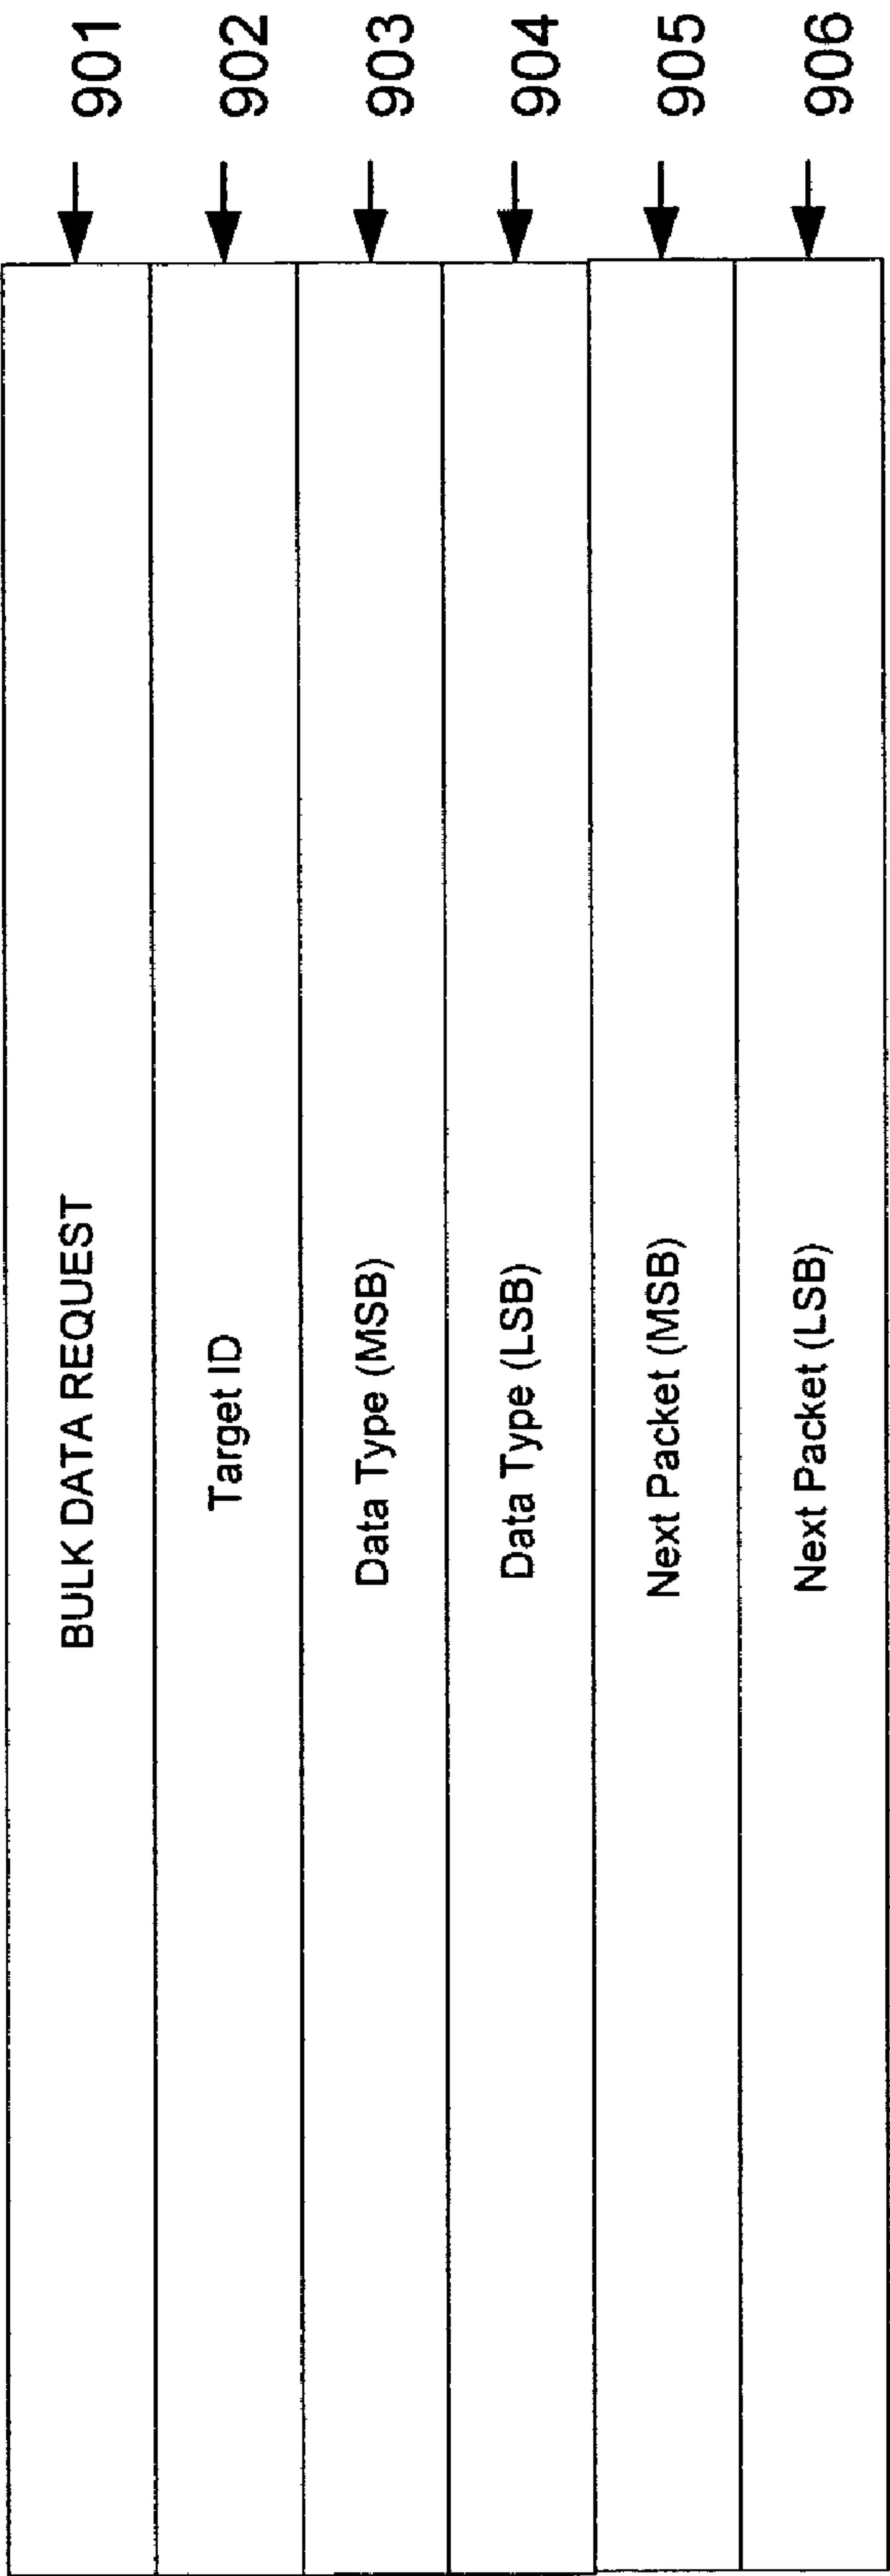 BULK DATA REQUEST 901
Target ID 902
Data Type (MSB) 903
Data Type (LSB) 904
Next Packet (MSB) 905
Next Packet (LSB) 906